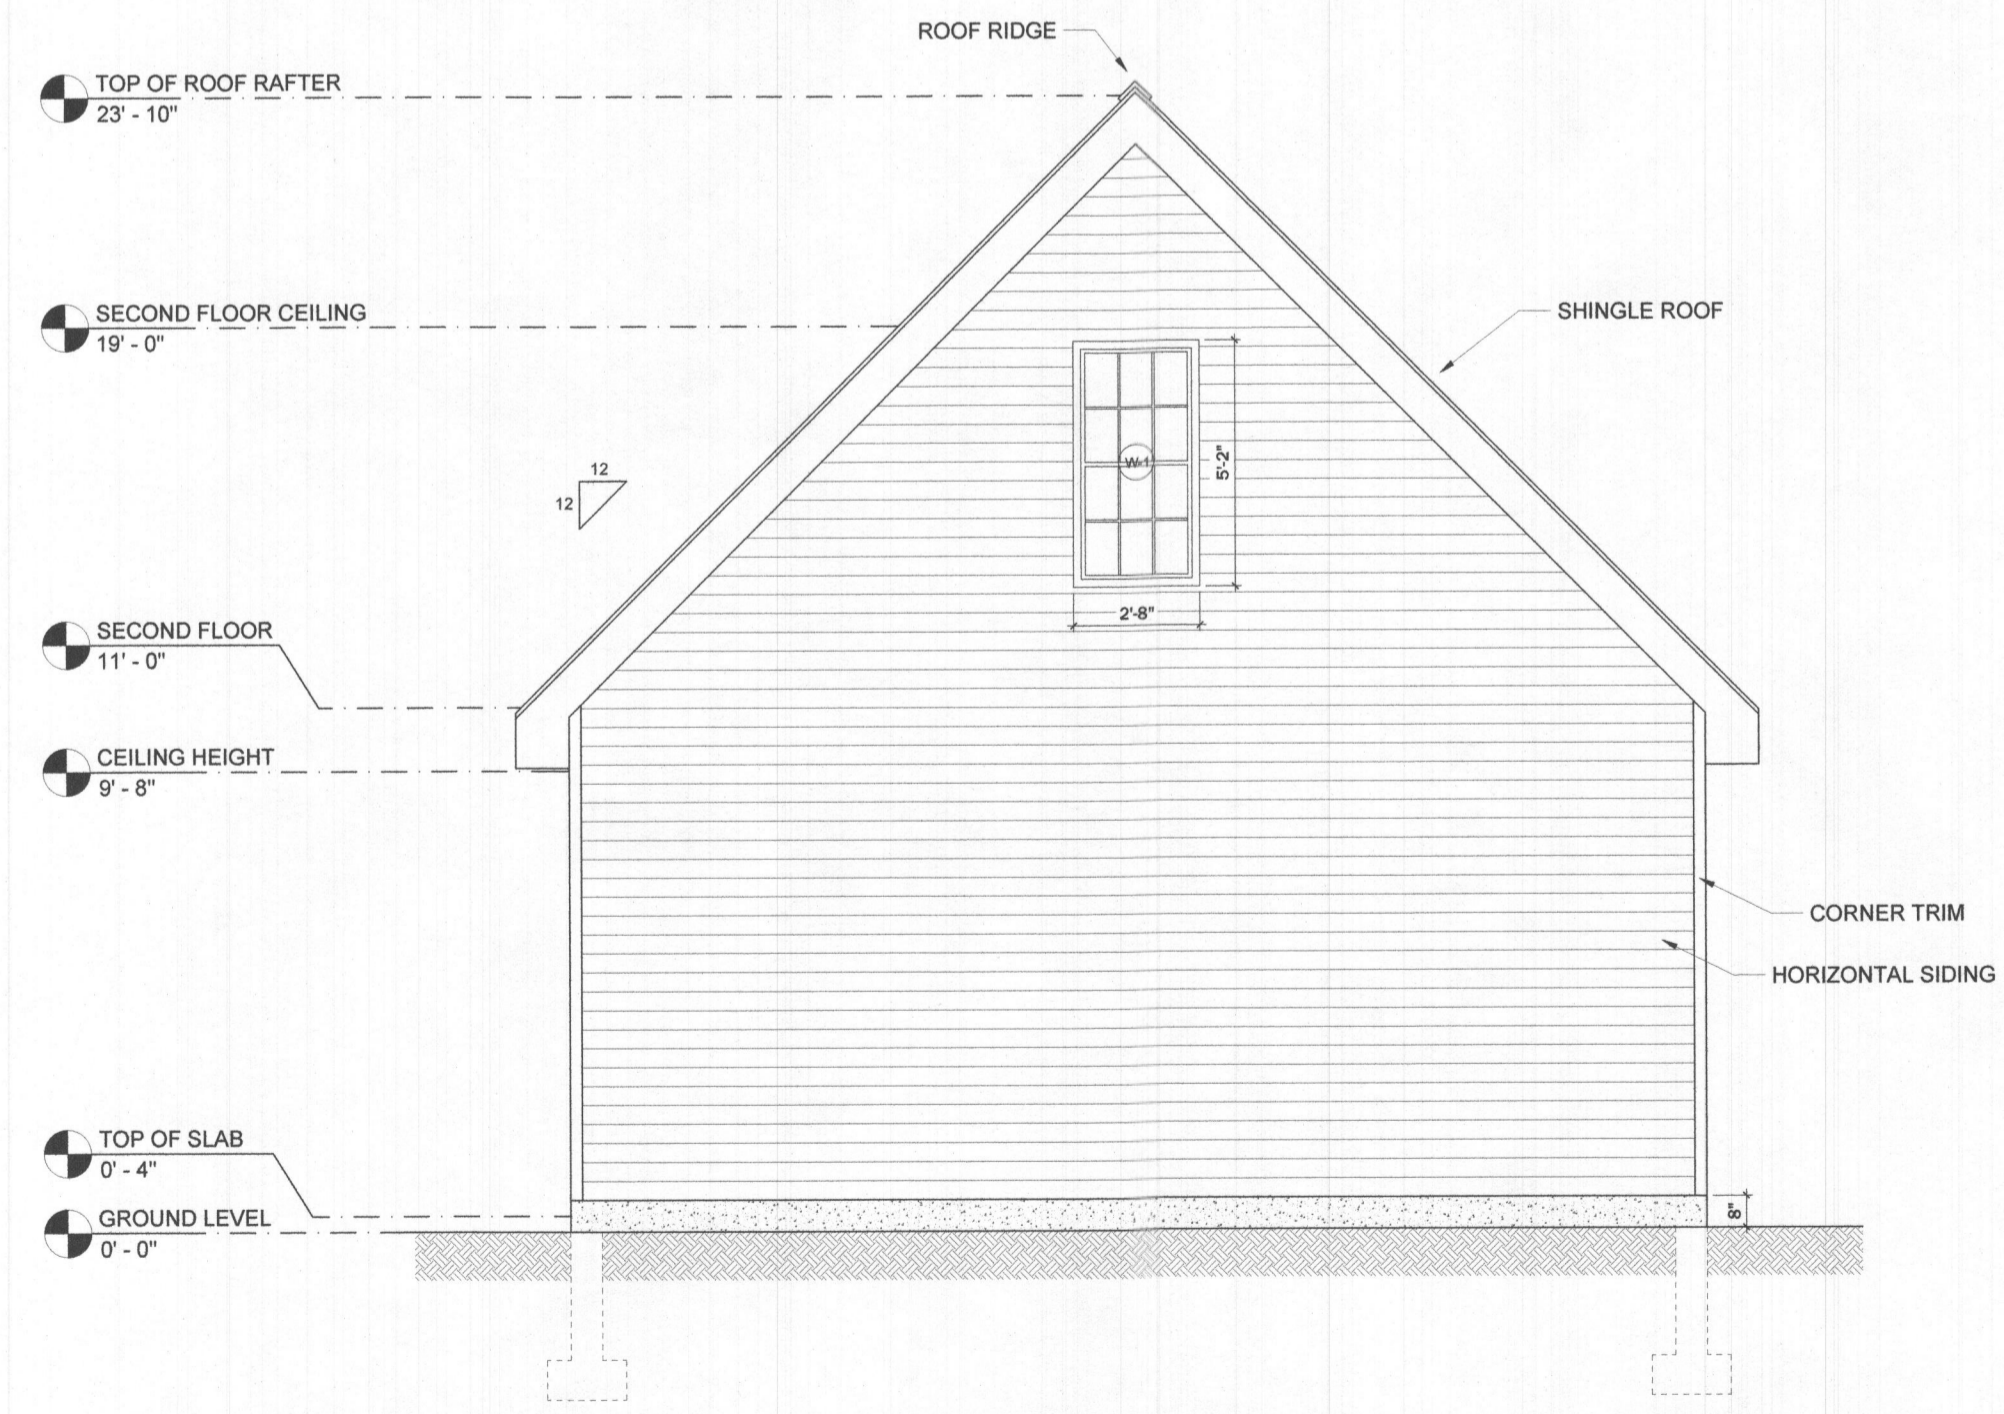 ROOF RIDGE
TOP OF ROOF RAFTER
23' - 10"
SECOND FLOOR CEILING
19' - 0"
SHINGLE ROOF
12
12
W-1
5'-2"
2'-8"
SECOND FLOOR
11' - 0"
CEILING HEIGHT
9' - 8"
CORNER TRIM
HORIZONTAL SIDING
TOP OF SLAB
0' - 4"
8"
GROUND LEVEL
0' - 0"